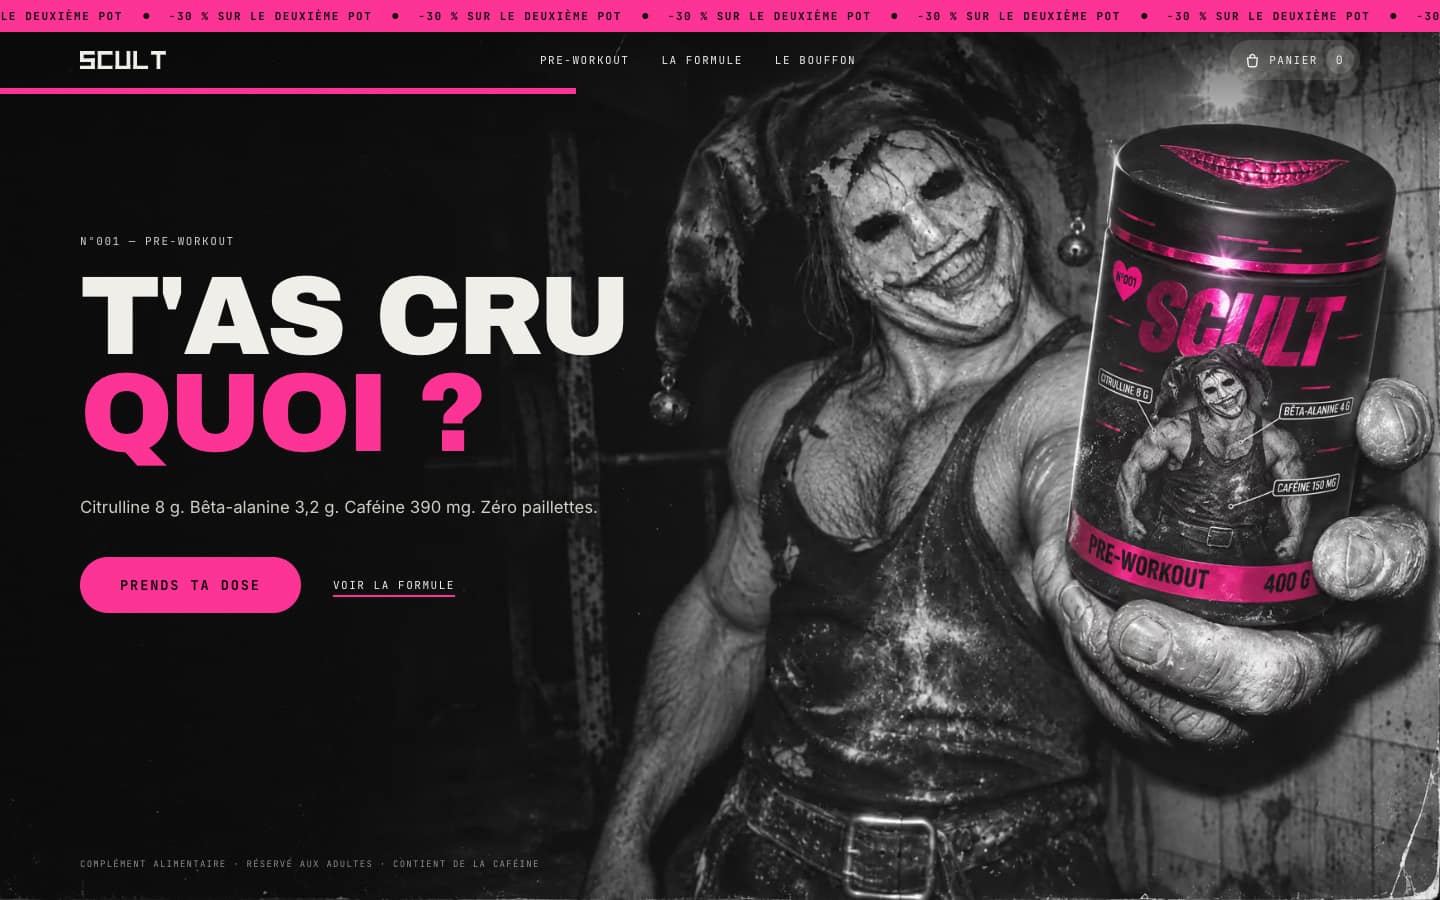 LE DEUXIÈME POT • -30 % SUR LE DEUXIÈME POT • -30 % SUR LE DEUXIÈME POT • -30 % SUR LE DEUXIÈME POT • -30 % SUR LE DEUXIÈME POT • -30 % SUR LE DEUXIÈME POT • -30
SCULT
PRE-WORKOUT
LA FORMULE
LE BOUFFON
PANIER 0
N°001 — PRE-WORKOUT
T'AS CRU
QUOI ?
Citrulline 8 g. Bêta-alanine 3,2 g. Caféine 390 mg. Zéro paillettes.
PRENDS TA DOSE
VOIR LA FORMULE
COMPLÉMENT ALIMENTAIRE · RÉSERVÉ AUX ADULTES · CONTIENT DE LA CAFÉINE
N°001
SCULT
CITRULLINE 8 G
BÊTA-ALANINE 4 G
CAFÉINE 150 MG
PRE-WORKOUT
400 G